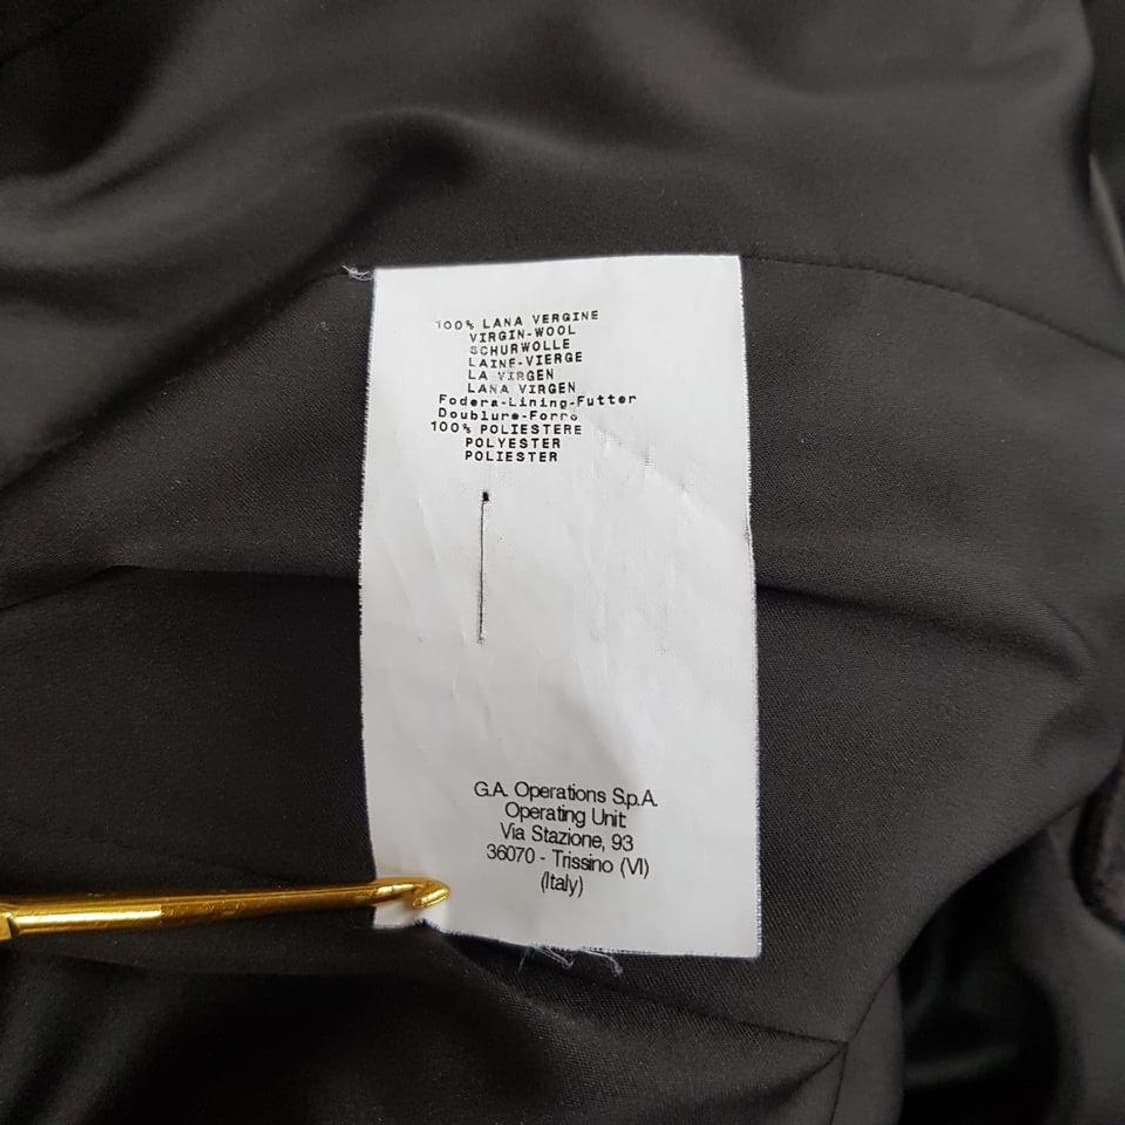 100% LANA VERGINE
VIRGIN-WOOL
SCHURWOLLE
LAINE-VIERGE
LA VIRGEN
LANA VIRGEN
Fodera-Lining-Futter
Doublure-Forro
100% POLIESTERE
POLYESTER
POLIESTER
G.A. Operations S.p.A.
Operating Unit:
Via Stazione, 93
36070 - Trissino (VI)
(Italy)